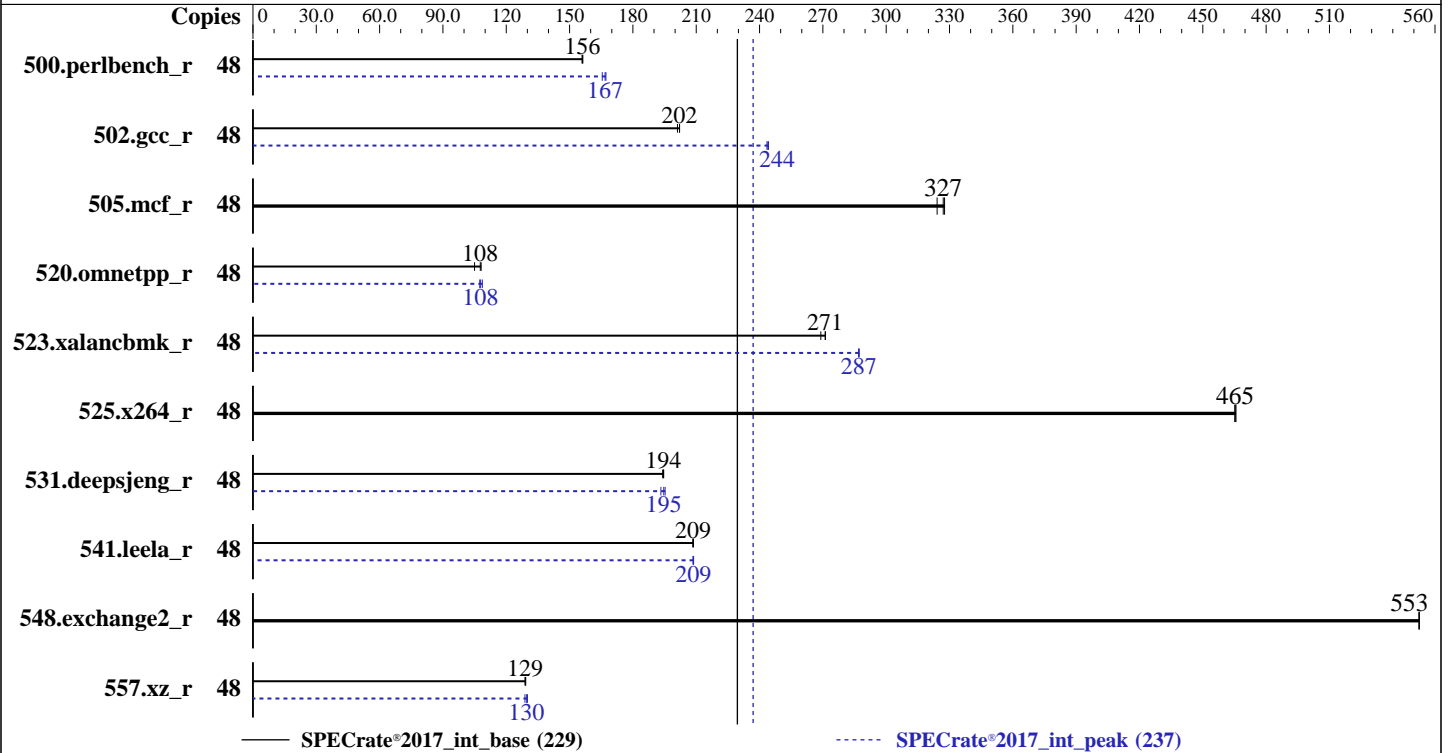 Copies 0 30.0 60.0 90.0 120 150 180 210 240 270 300 330 360 390 420 450 480 510 560
500.perlbench_r 48 156
167
502.gcc_r 48 202
244
505.mcf_r 48 327
520.omnetpp_r 48 108
108
523.xalancbmk_r 48 271
287
525.x264_r 48 465
531.deepsjeng_r 48 194
195
541.leela_r 48 209
209
548.exchange2_r 48 553
557.xz_r 48 129
130
SPECrate®2017_int_base (229) SPECrate®2017_int_peak (237)